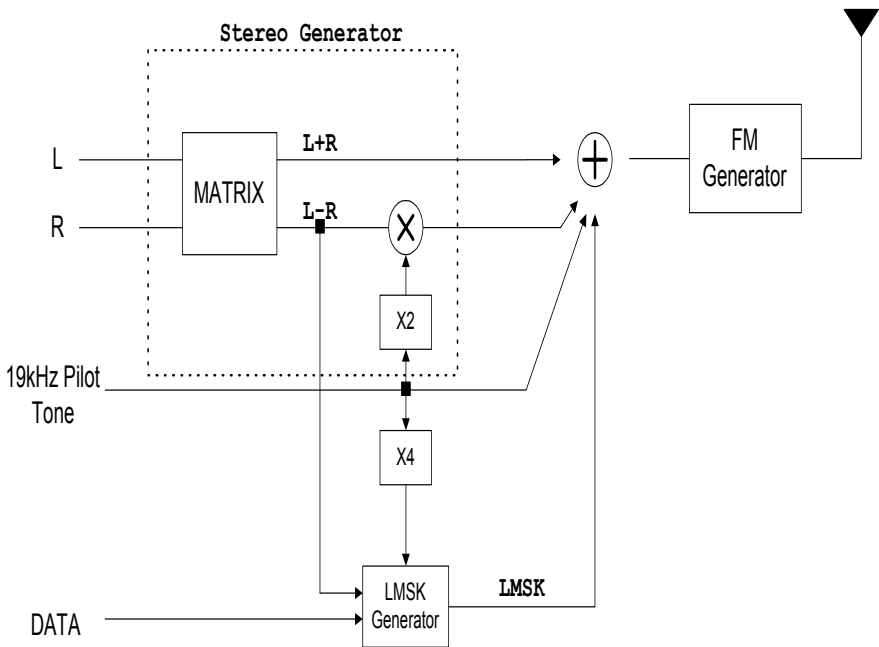 Stereo Generator
L
R
MATRIX
L+R
L-R
X
+
FM
Generator
X2
19kHz Pilot
Tone
X4
DATA
LMSK
Generator
LMSK